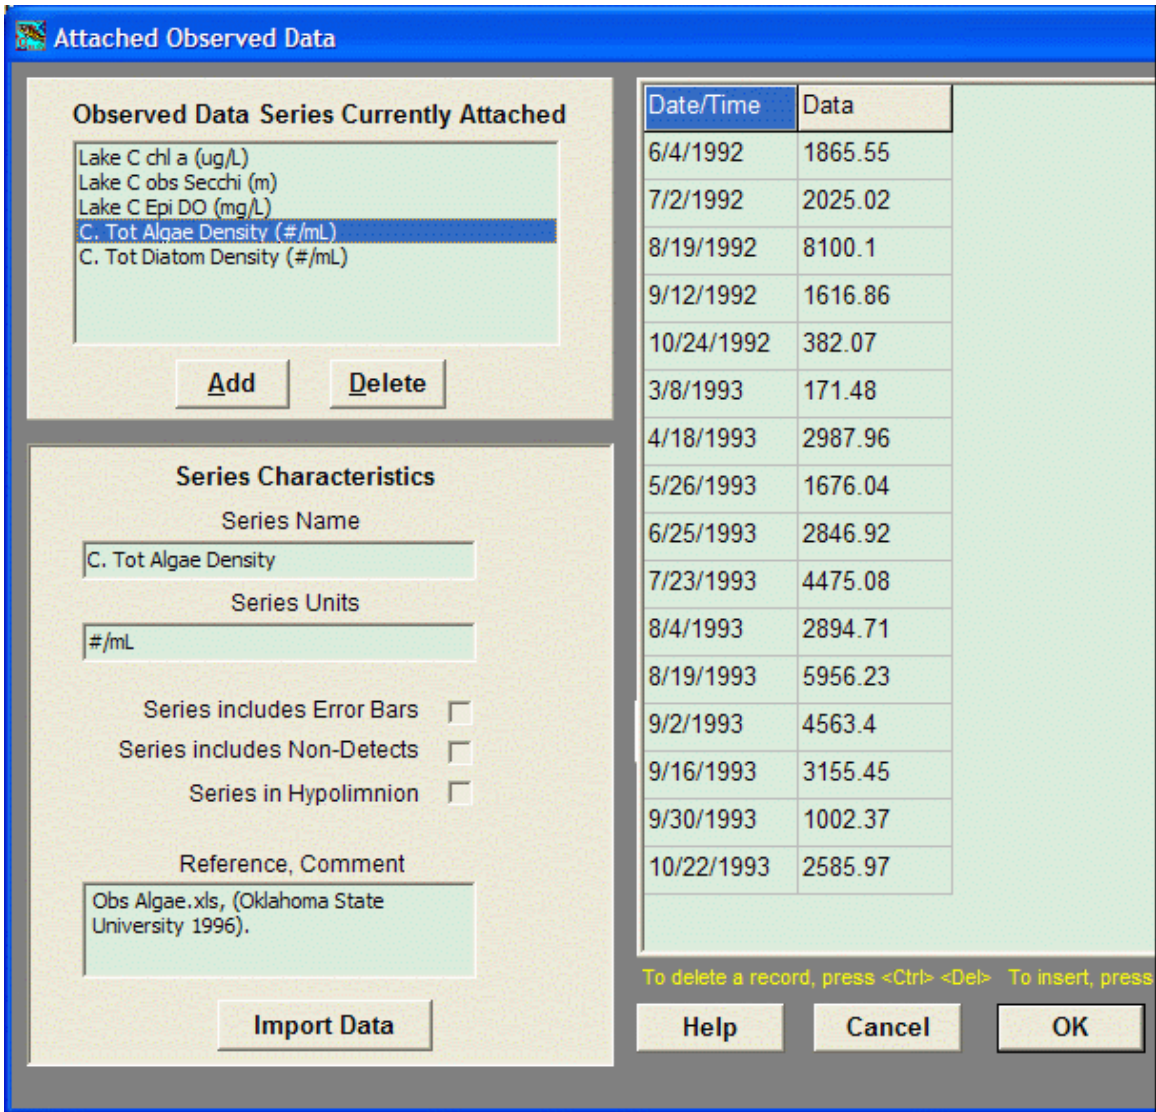 Attached Observed Data
Observed Data Series Currently Attached
Lake C chl a (ug/L)
Lake C obs Secchi (m)
Lake C Epi DO (mg/L)
C. Tot Algae Density (#/mL)
C. Tot Diatom Density (#/mL)
Add Delete
Series Characteristics
Series Name
C. Tot Algae Density
Series Units
#/mL
Series includes Error Bars
Series includes Non-Detects
Series in Hypolimnion
Reference, Comment
Obs Algae.xls, (Oklahoma State
University 1996).
Import Data
Date/Time Data
6/4/1992 1865.55
7/2/1992 2025.02
8/19/1992 8100.1
9/12/1992 1616.86
10/24/1992 382.07
3/8/1993 171.48
4/18/1993 2987.96
5/26/1993 1676.04
6/25/1993 2846.92
7/23/1993 4475.08
8/4/1993 2894.71
8/19/1993 5956.23
9/2/1993 4563.4
9/16/1993 3155.45
9/30/1993 1002.37
10/22/1993 2585.97
To delete a record, press <Ctrl> <Del> To insert, press
Help Cancel OK